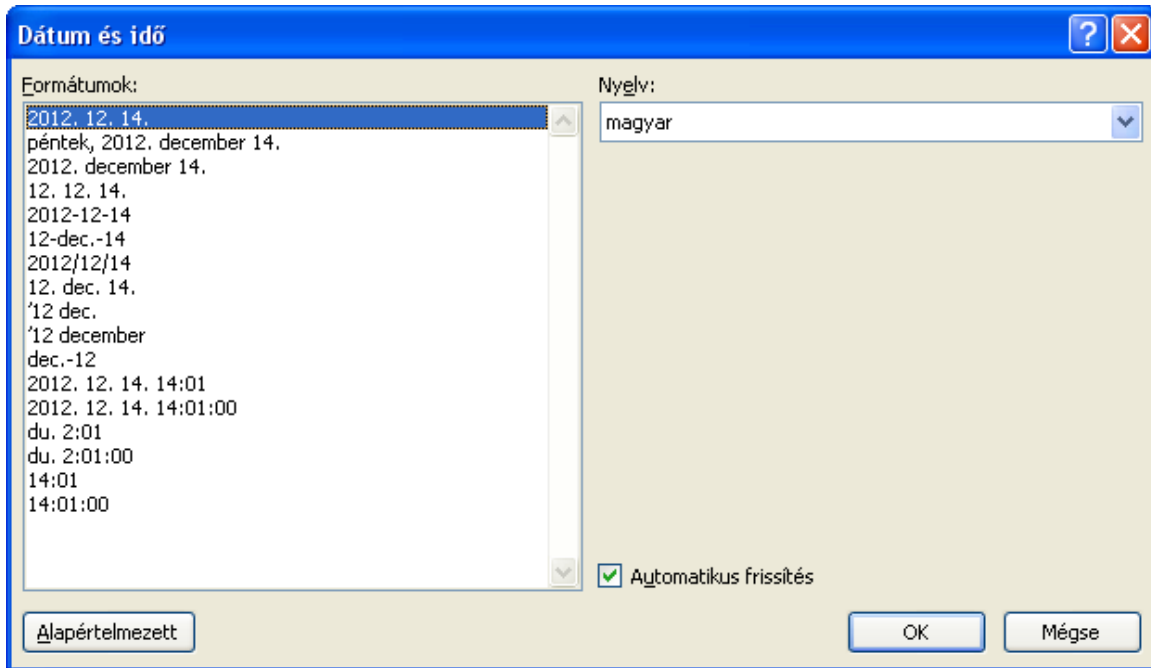 Dátum és idő
Formátumok:
2012. 12. 14.
péntek, 2012. december 14.
2012. december 14.
12. 12. 14.
2012-12-14
12-dec.-14
2012/12/14
12. dec. 14.
'12 dec.
'12 december
dec.-12
2012. 12. 14. 14:01
2012. 12. 14. 14:01:00
du. 2:01
du. 2:01:00
14:01
14:01:00
Nyelv:
magyar
Automatikus frissítés
Alapértelmezett
OK
Mégse